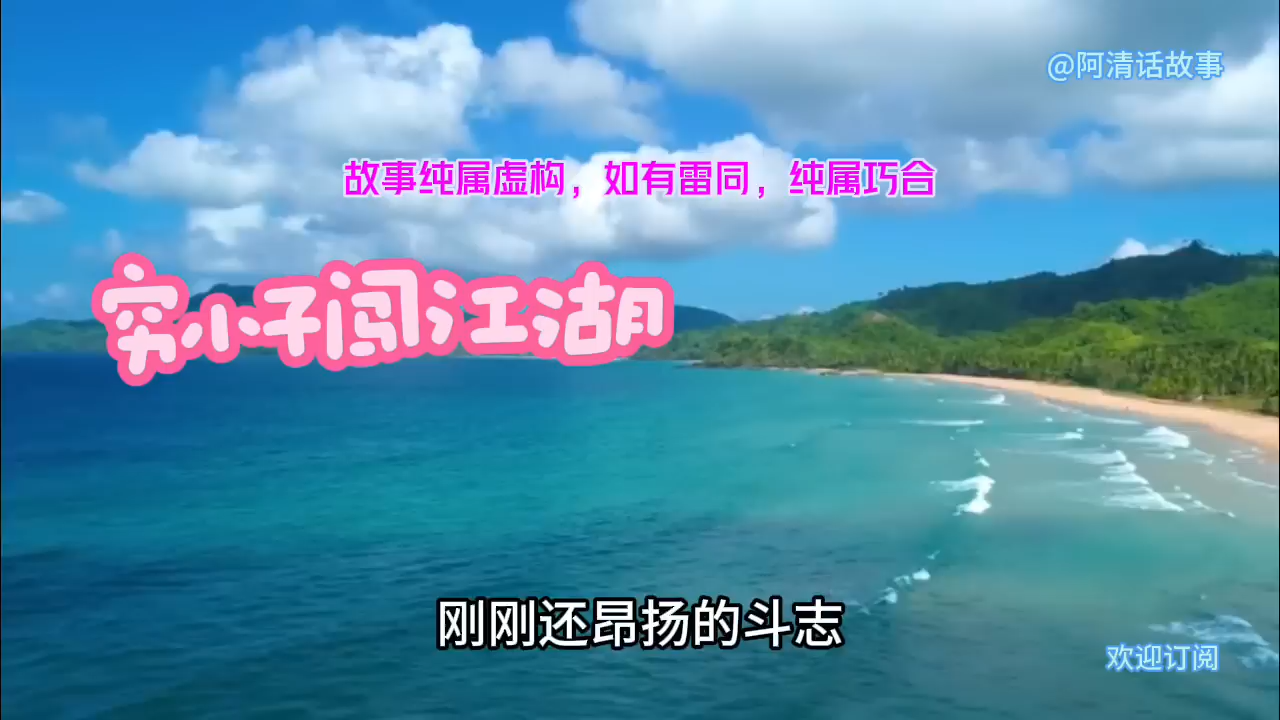 @阿清话故事
故事纯属虚构，如有雷同，纯属巧合
穷小子闯江湖
刚刚还昂扬的斗志
欢迎订阅